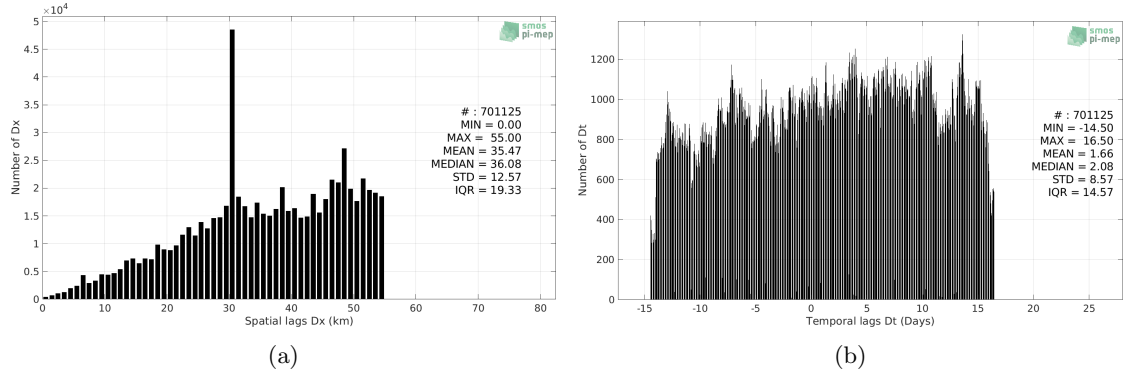 ×10⁴
5
4.5
4
3.5
3
2.5
2
1.5
1
0.5
0
Number of Dx
0 10 20 30 40 50 60 70 80
Spatial lags Dx (km)
smos
pi-mep
# : 701125
MIN = 0.00
MAX = 55.00
MEAN = 35.47
MEDIAN = 36.08
STD = 12.57
IQR = 19.33
(a)
1200
1000
800
600
400
200
0
Number of Dt
-15 -10 -5 0 5 10 15 20 25
Temporal lags Dt (Days)
smos
pi-mep
# : 701125
MIN = -14.50
MAX = 16.50
MEAN = 1.66
MEDIAN = 2.08
STD = 8.57
IQR = 14.57
(b)